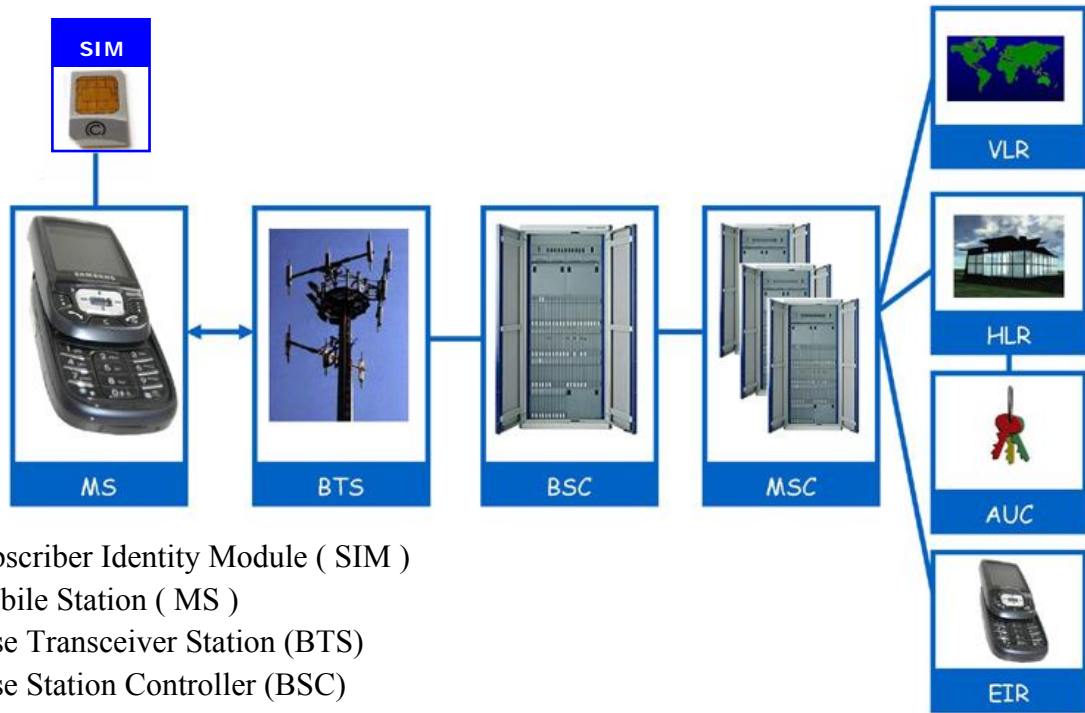 SIM
VLR
HLR
SAMSUNG
MS
BTS
BSC
MSC
AUC
EIR
bscriber Identity Module ( SIM )
bile Station ( MS )
se Transceiver Station (BTS)
se Station Controller (BSC)